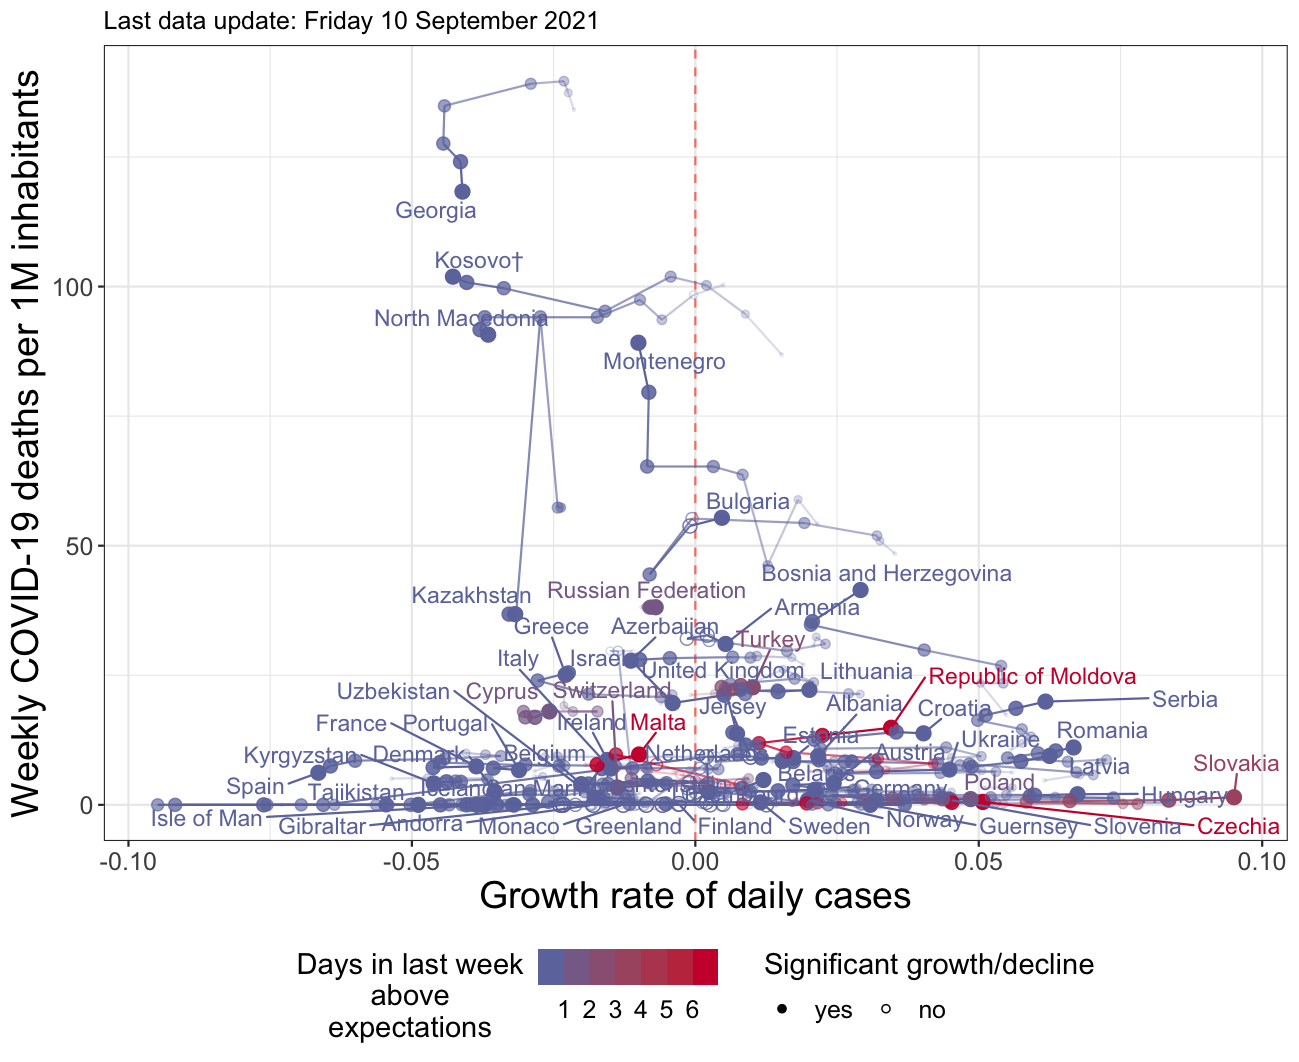 Last data update: Friday 10 September 2021
Weekly COVID-19 deaths per 1M inhabitants
100
50
0
Georgia
Kosovo†
North Macedonia
Montenegro
Bulgaria
Bosnia and Herzegovina
Russian Federation
Kazakhstan
Armenia
Greece
Azerbaijan
Turkey
Italy
Israel
United Kingdom
Lithuania
Republic of Moldova
Uzbekistan
Cyprus
Switzerland
Albania
Serbia
Jersey
Croatia
France
Portugal
Ireland
Malta
Estonia
Ukraine
Romania
Kyrgyzstan
Denmark
Belgium
Netherlands
Austria
Latvia
Slovakia
Spain
Tajikistan
Iceland
San Marino
Belarus
Germany
Poland
Hungary
Isle of Man
Gibraltar
Andorra
Monaco
Greenland
Finland
Sweden
Norway
Guernsey
Slovenia
Czechia
-0.10
-0.05
0.00
0.05
0.10
Growth rate of daily cases
Days in last week
above
expectations
1 2 3 4 5 6
Significant growth/decline
yes
no